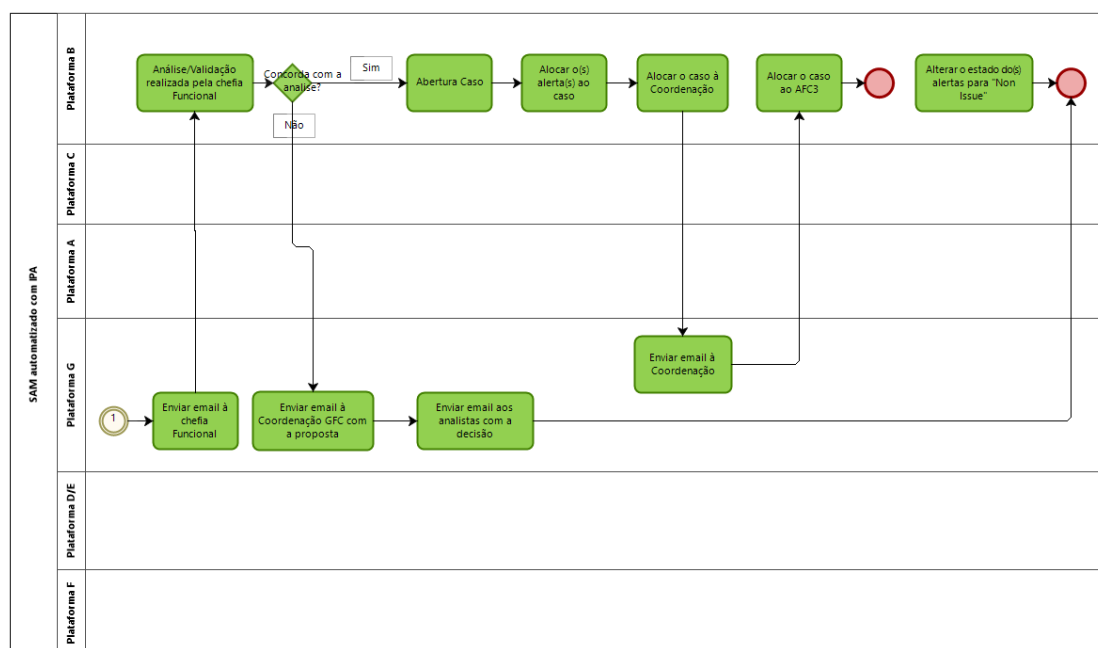 SAM automatizado com IPA
Plataforma B
Análise/Validação
realizada pela chefia
Funcional
Concorda com a
analise?
Sim
Não
Abertura Caso
Alocar o(s)
alerta(s) ao
caso
Alocar o caso à
Coordenação
Alocar o caso
ao AFC3
Alterar o estado do(s)
alertas para "Non
Issue"
Plataforma C
Plataforma A
Plataforma G
1
Enviar email à
chefia
Funcional
Enviar email à
Coordenação GFC com
a proposta
Enviar email aos
analistas com a
decisão
Enviar email à
Coordenação
Plataforma D/E
Plataforma F